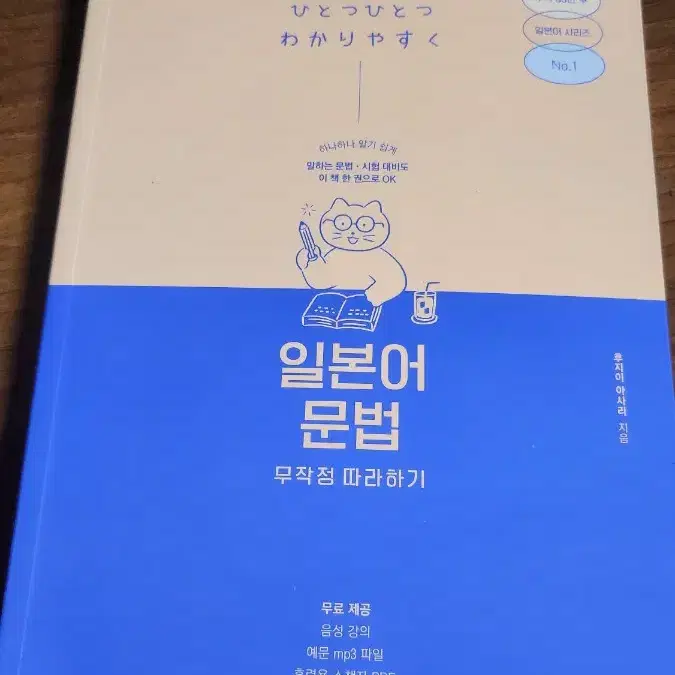 ひとつひとつ
わかりやすく
일본어 시리즈
No.1
하나하나 알기 쉽게
말하는 문법·시험 대비도
이 책 한 권으로 OK
일본어
문법
무작정 따라하기
후지이 아사리 지음
무료 제공
음성 강의
예문 mp3 파일